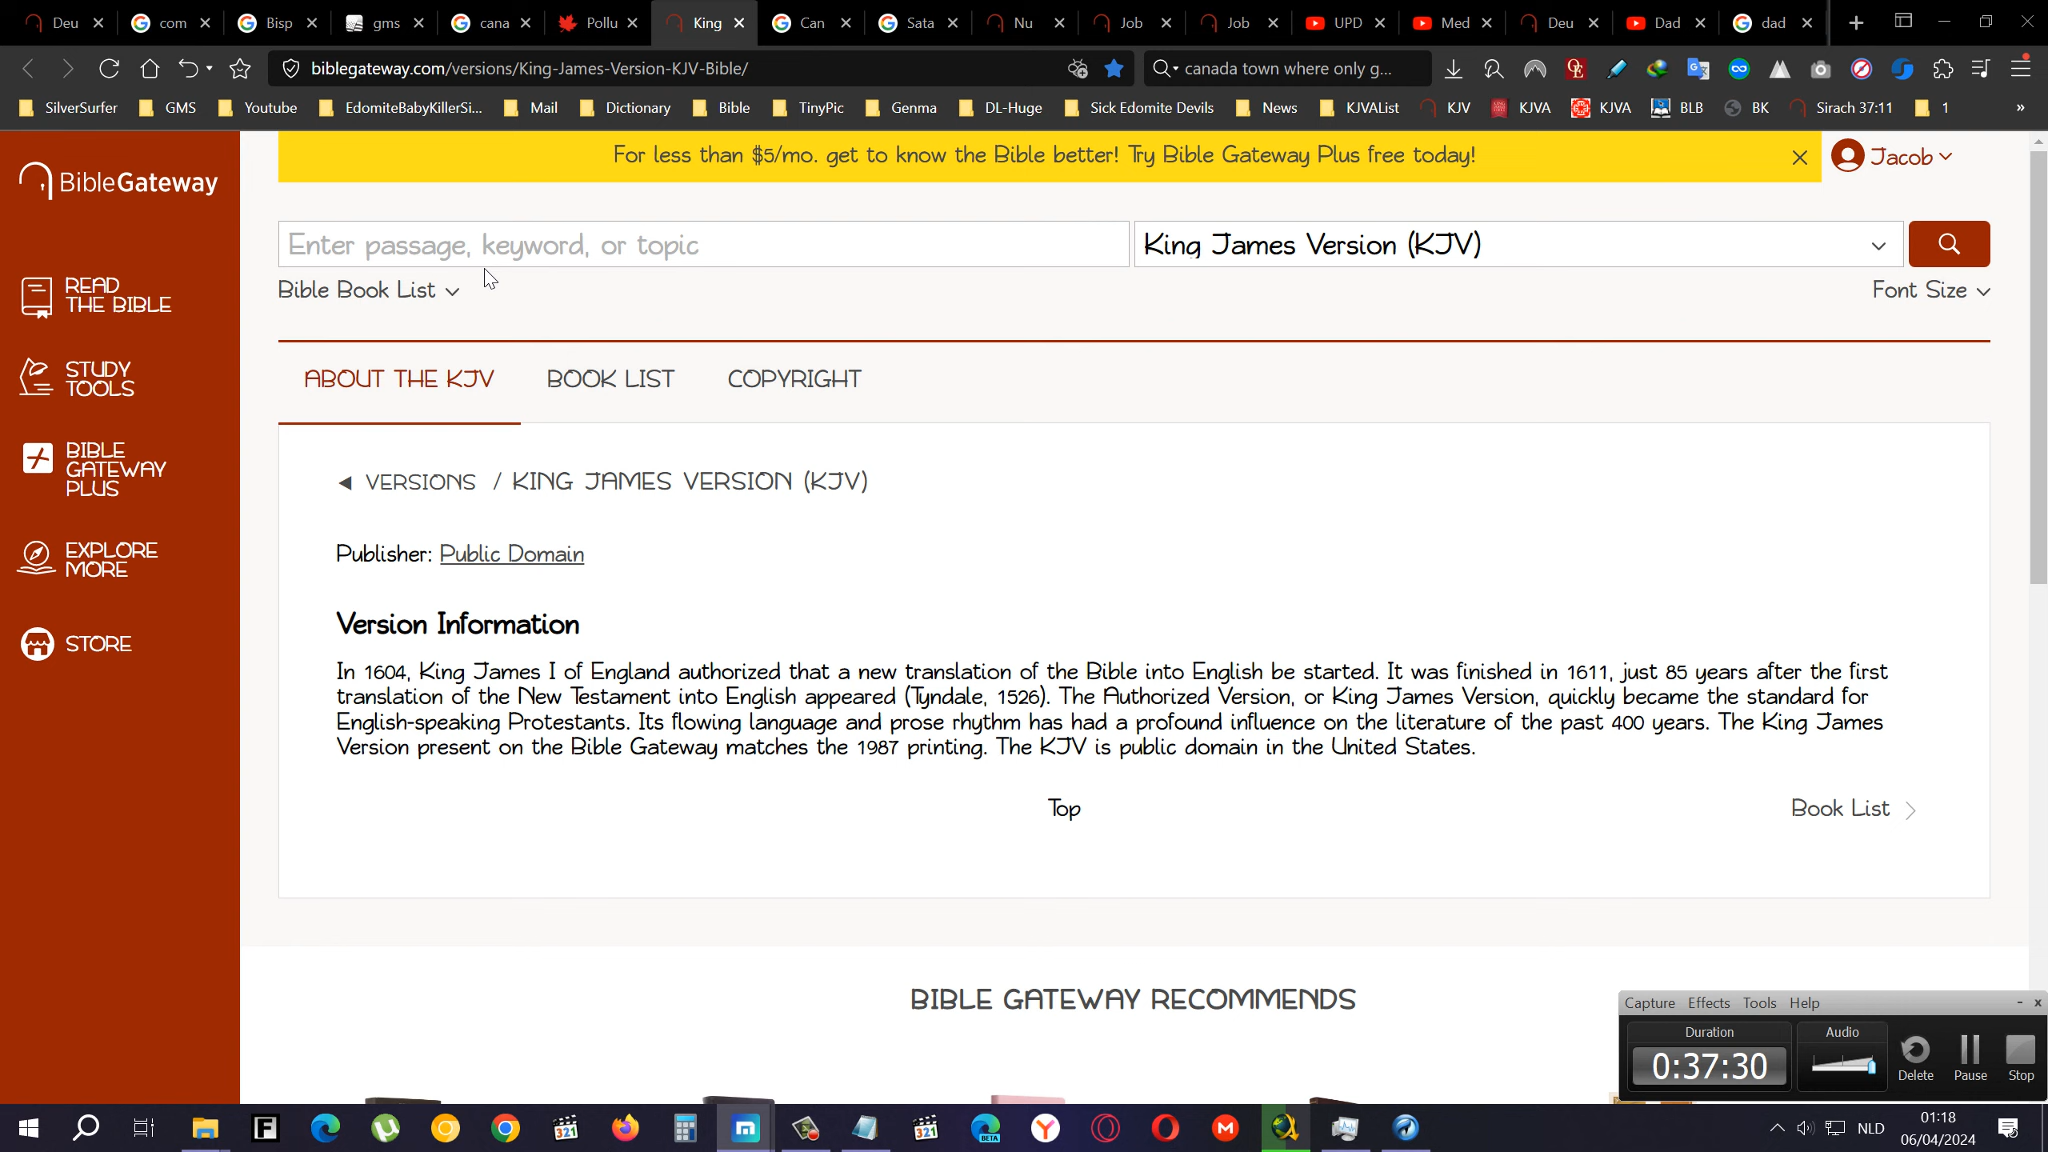 Deu com Bisp gms cana Pollu King Can Sata Nu Job Job UPD Med Deu Dad dad
biblegateway.com/versions/King-James-Version-KJV-Bible/ canada town where only g...
SilverSurfer GMS Youtube EdomiteBabyKillerSi... Mail Dictionary Bible TinyPic Genma DL-Huge Sick Edomite Devils News KJVAList KJV KJVA KJVA BLB BK Sirach 37:11 1 »
For less than $5/mo. get to know the Bible better! Try Bible Gateway Plus free today!
Jacob
BibleGateway
Enter passage, keyword, or topic
King James Version (KJV)
Bible Book List
Font Size
READ
THE BIBLE
STUDY
TOOLS
BIBLE
GATEWAY
PLUS
EXPLORE
MORE
STORE
ABOUT THE KJV BOOK LIST COPYRIGHT
VERSIONS / KING JAMES VERSION (KJV)
Publisher: Public Domain
Version Information
In 1604, King James I of England authorized that a new translation of the Bible into English be started. It was finished in 1611, just 85 years after the first
translation of the New Testament into English appeared (Tyndale, 1526). The Authorized Version, or King James Version, quickly became the standard for
English-speaking Protestants. Its flowing language and prose rhythm has had a profound influence on the literature of the past 400 years. The King James
Version present on the Bible Gateway matches the 1987 printing. The KJV is public domain in the United States.
Top
Book List
BIBLE GATEWAY RECOMMENDS
Capture Effects Tools Help
Duration
Audio
0:37:30
Delete Pause Stop
321
321
BETA
NLD
01:18
06/04/2024